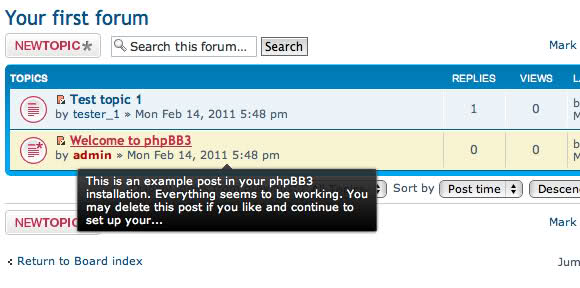 Your first forum
NEWTOPIC* Search this forum... Search Mark
TOPICS REPLIES VIEWS
Test topic 1
by tester_1 » Mon Feb 14, 2011 5:48 pm 1 0
Welcome to phpBB3
by admin » Mon Feb 14, 2011 5:48 pm 0 0
This is an example post in your phpBB3
installation. Everything seems to be working. You
may delete this post if you like and continue to
set up your...
Sort by Post time Descen
NEWTOPIC Mark
Return to Board index
Jum